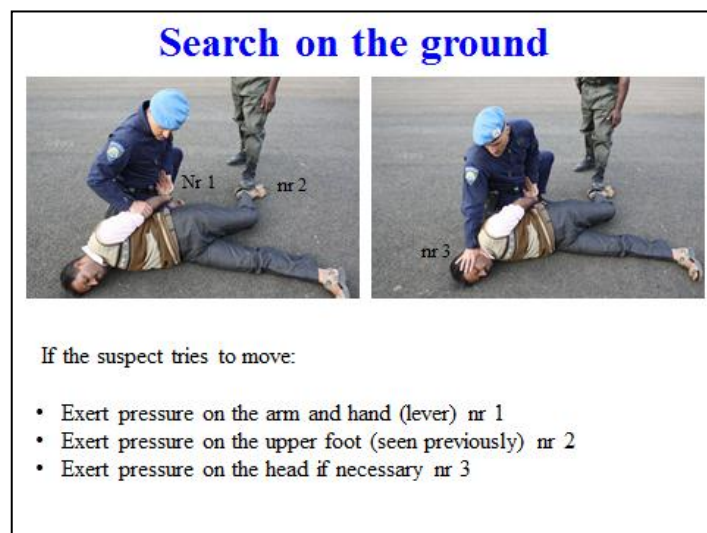 Search on the ground
Nr 1
nr 2
nr 3
If the suspect tries to move:
• Exert pressure on the arm and hand (lever) nr 1
• Exert pressure on the upper foot (seen previously) nr 2
• Exert pressure on the head if necessary nr 3